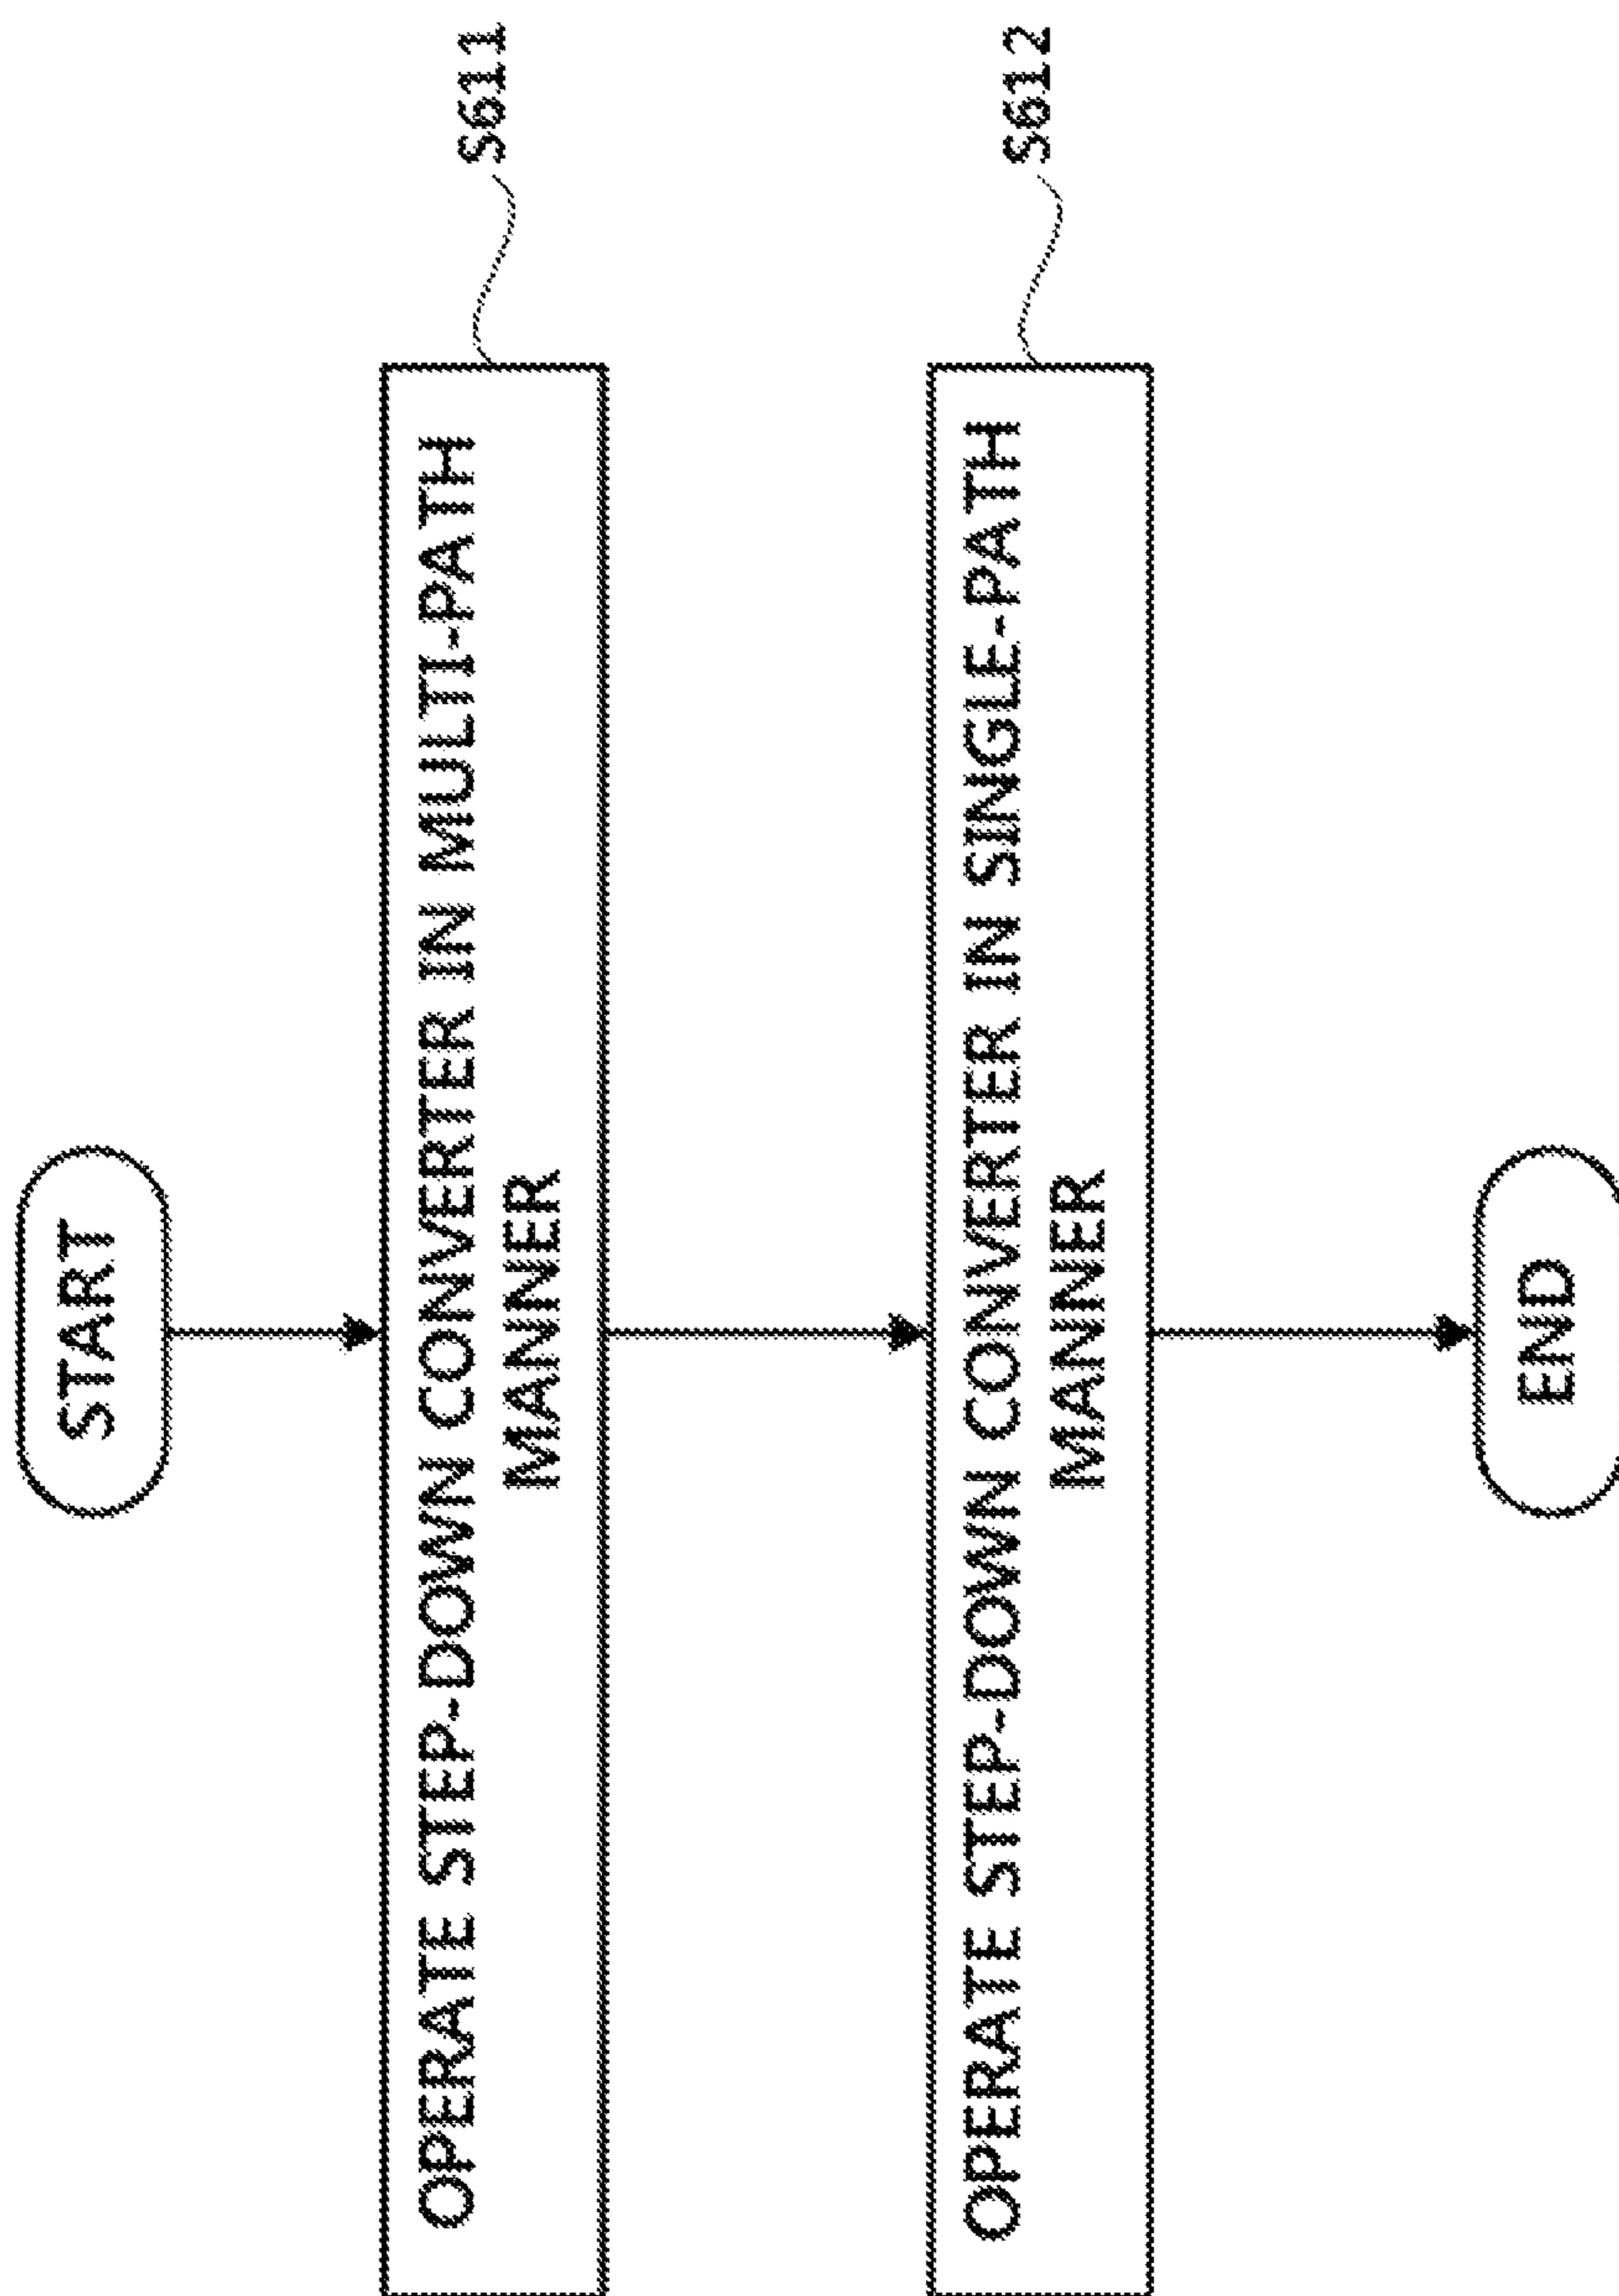 START
OPERATE STEP-DOWN CONVERTER IN MULTI-PATH
MANNER
S611
OPERATE STEP-DOWN CONVERTER IN SINGLE-PATH
MANNER
S612
END